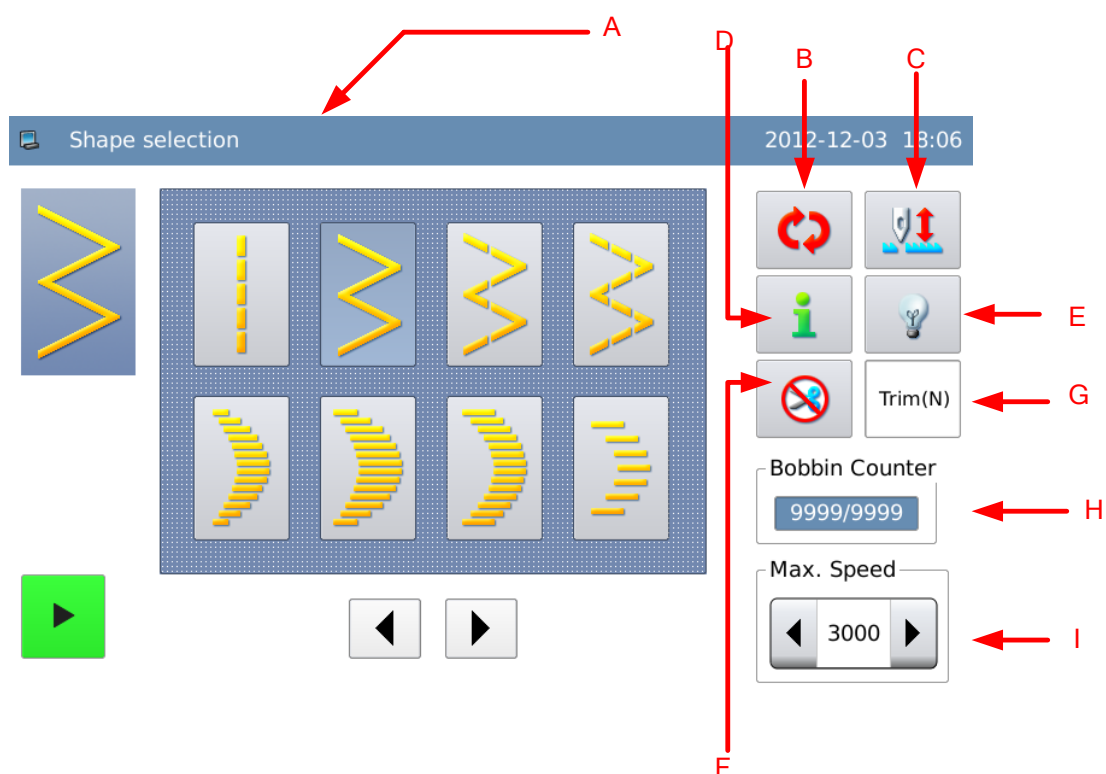 A
D
B
C
Shape selection
2012-12-03 18:06
E
Trim(N)
G
Bobbin Counter
9999/9999
H
Max. Speed
3000
I
F